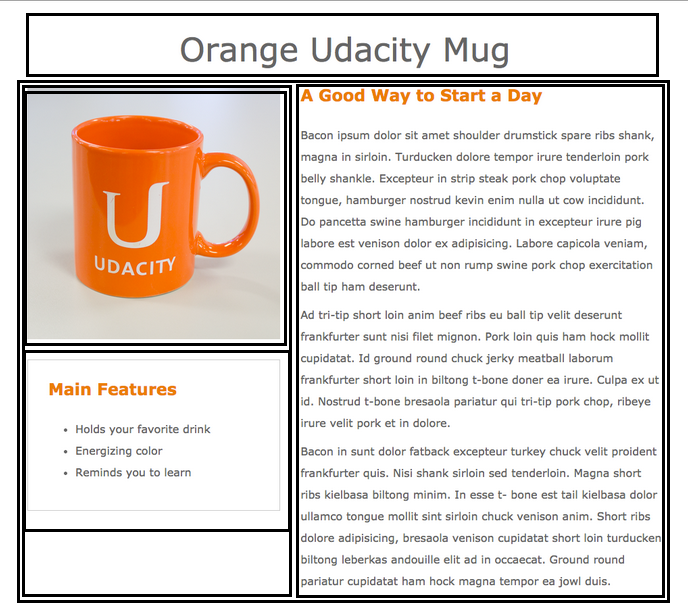 Orange Udacity Mug
U
UDACITY
Main Features
Holds your favorite drink
Energizing color
Reminds you to learn
A Good Way to Start a Day
Bacon ipsum dolor sit amet shoulder drumstick spare ribs shank,
magna in sirloin. Turducken dolore tempor irure tenderloin pork
belly shankle. Excepteur in strip steak pork chop voluptate
tongue, hamburger nostrud kevin enim nulla ut cow incididunt.
Do pancetta swine hamburger incididunt in excepteur irure pig
labore est venison dolor ex adipisicing. Labore capicola veniam,
commodo corned beef ut non rump swine pork chop exercitation
ball tip ham deserunt.
Ad tri-tip short loin anim beef ribs eu ball tip velit deserunt
frankfurter sunt nisi filet mignon. Pork loin quis ham hock mollit
cupidatat. Id ground round chuck jerky meatball laborum
frankfurter short loin in biltong t-bone doner ea irure. Culpa ex ut
id. Nostrud t-bone bresaola pariatur qui tri-tip pork chop, ribeye
irure velit pork et in dolore.
Bacon in sunt dolor fatback excepteur turkey chuck velit proident
frankfurter quis. Nisi shank sirloin sed tenderloin. Magna short
ribs kielbasa biltong minim. In esse t- bone est tail kielbasa dolor
ullamco tongue mollit sint sirloin chuck venison anim. Short ribs
dolore adipisicing, bresaola venison cupidatat short loin turducken
biltong leberkas andouille elit ad in occaecat. Ground round
pariatur cupidatat ham hock magna tempor ea jowl duis.